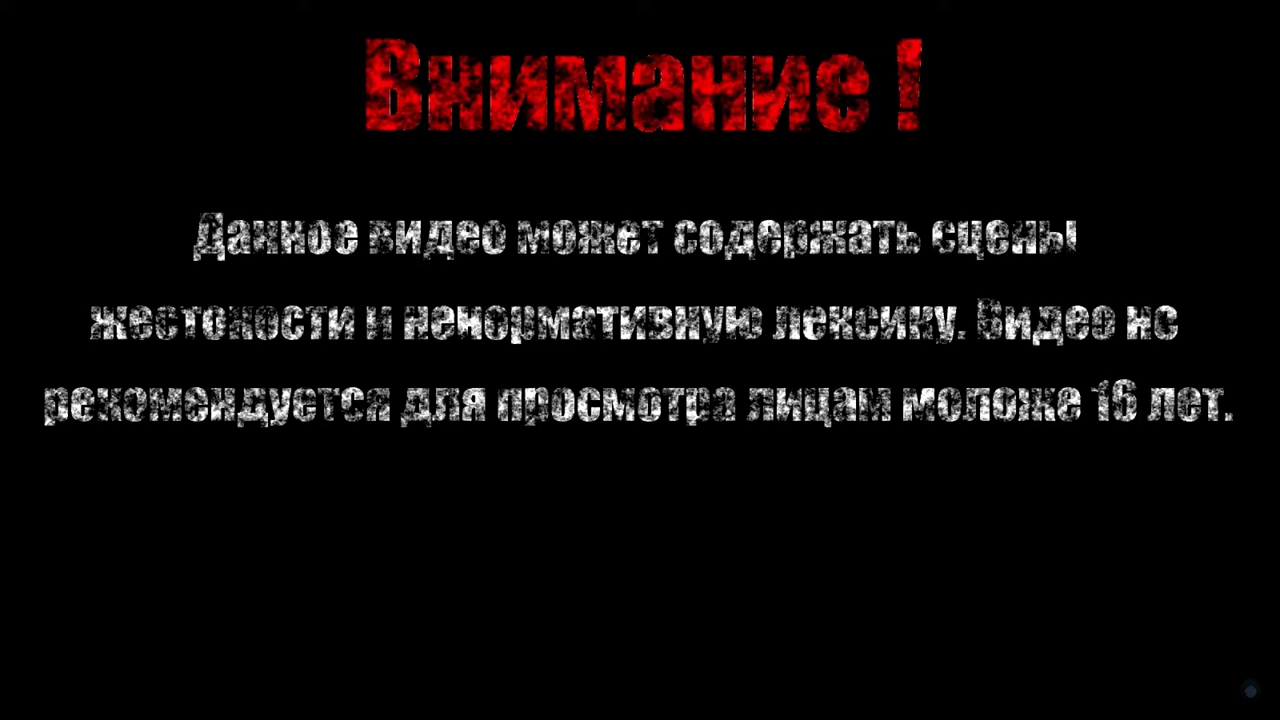 Внимание !
Данное видео может содержать сцены
жестокости и ненормативную лексику. Видео не
рекомендуется для просмотра лицам моложе 16 лет.